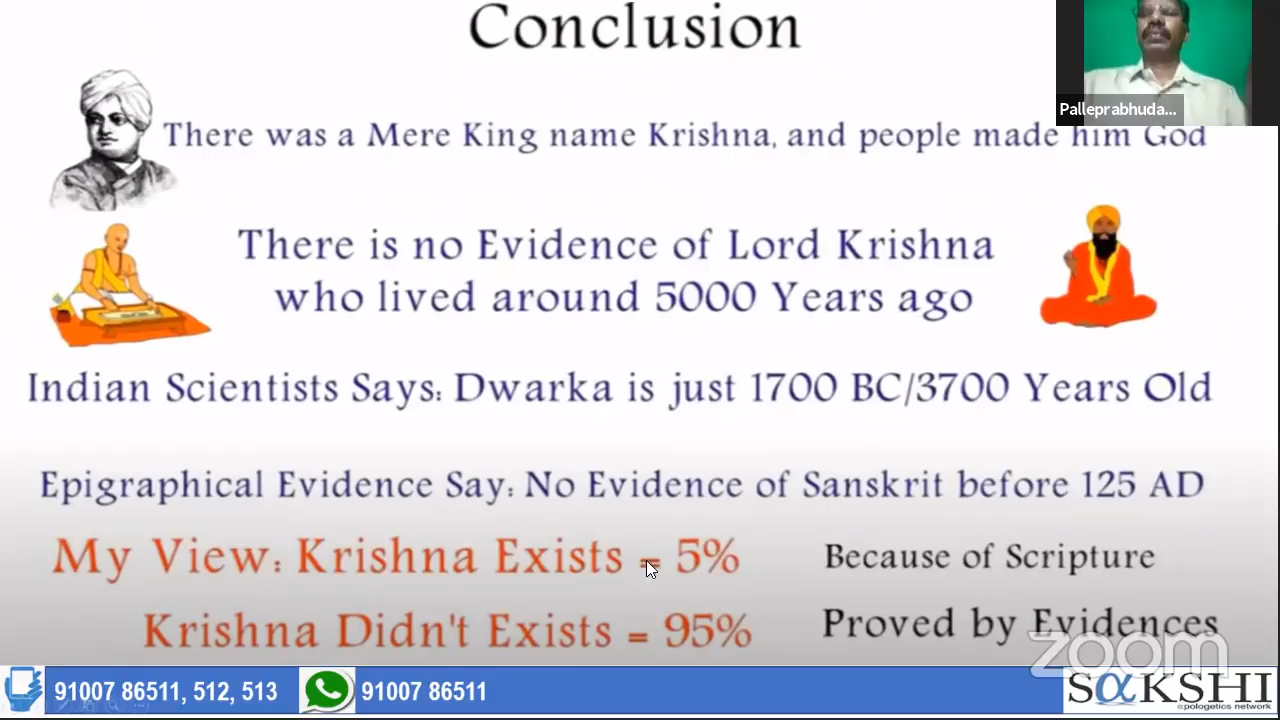 Conclusion
Palleprabhuda...
There was a Mere King name Krishna, and people made him God
There is no Evidence of Lord Krishna
who lived around 5000 Years ago
Indian Scientists Says: Dwarka is just 1700 BC/3700 Years Old
Epigraphical Evidence Say: No Evidence of Sanskrit before 125 AD
My View: Krishna Exists = 5% Because of Scripture
Krishna Didn't Exists = 95% Proved by Evidences
zoom
91007 86511, 512, 513 91007 86511
SαKSHI
apologetics network